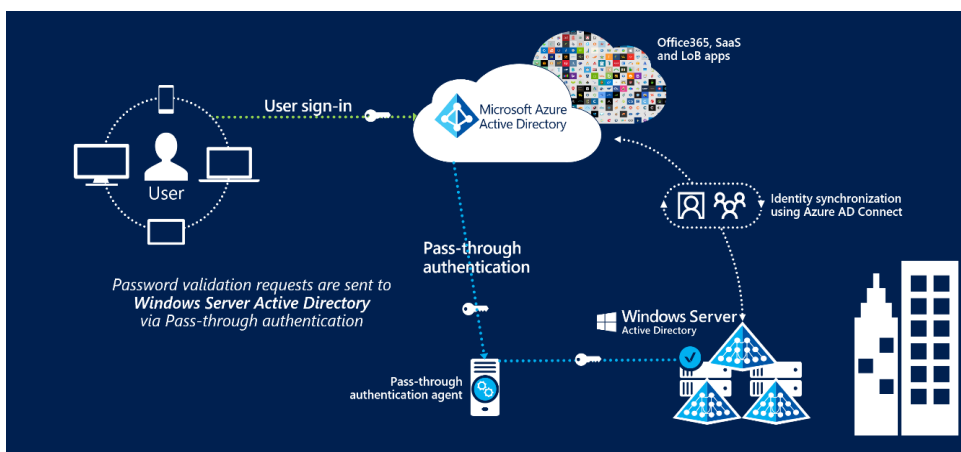 Office365, SaaS
and LoB apps
User sign-in
Microsoft Azure
Active Directory
User
Identity synchronization
using Azure AD Connect
Pass-through
authentication
Password validation requests are sent to
Windows Server Active Directory
via Pass-through authentication
Windows Server
Active Directory
Pass-through
authentication agent